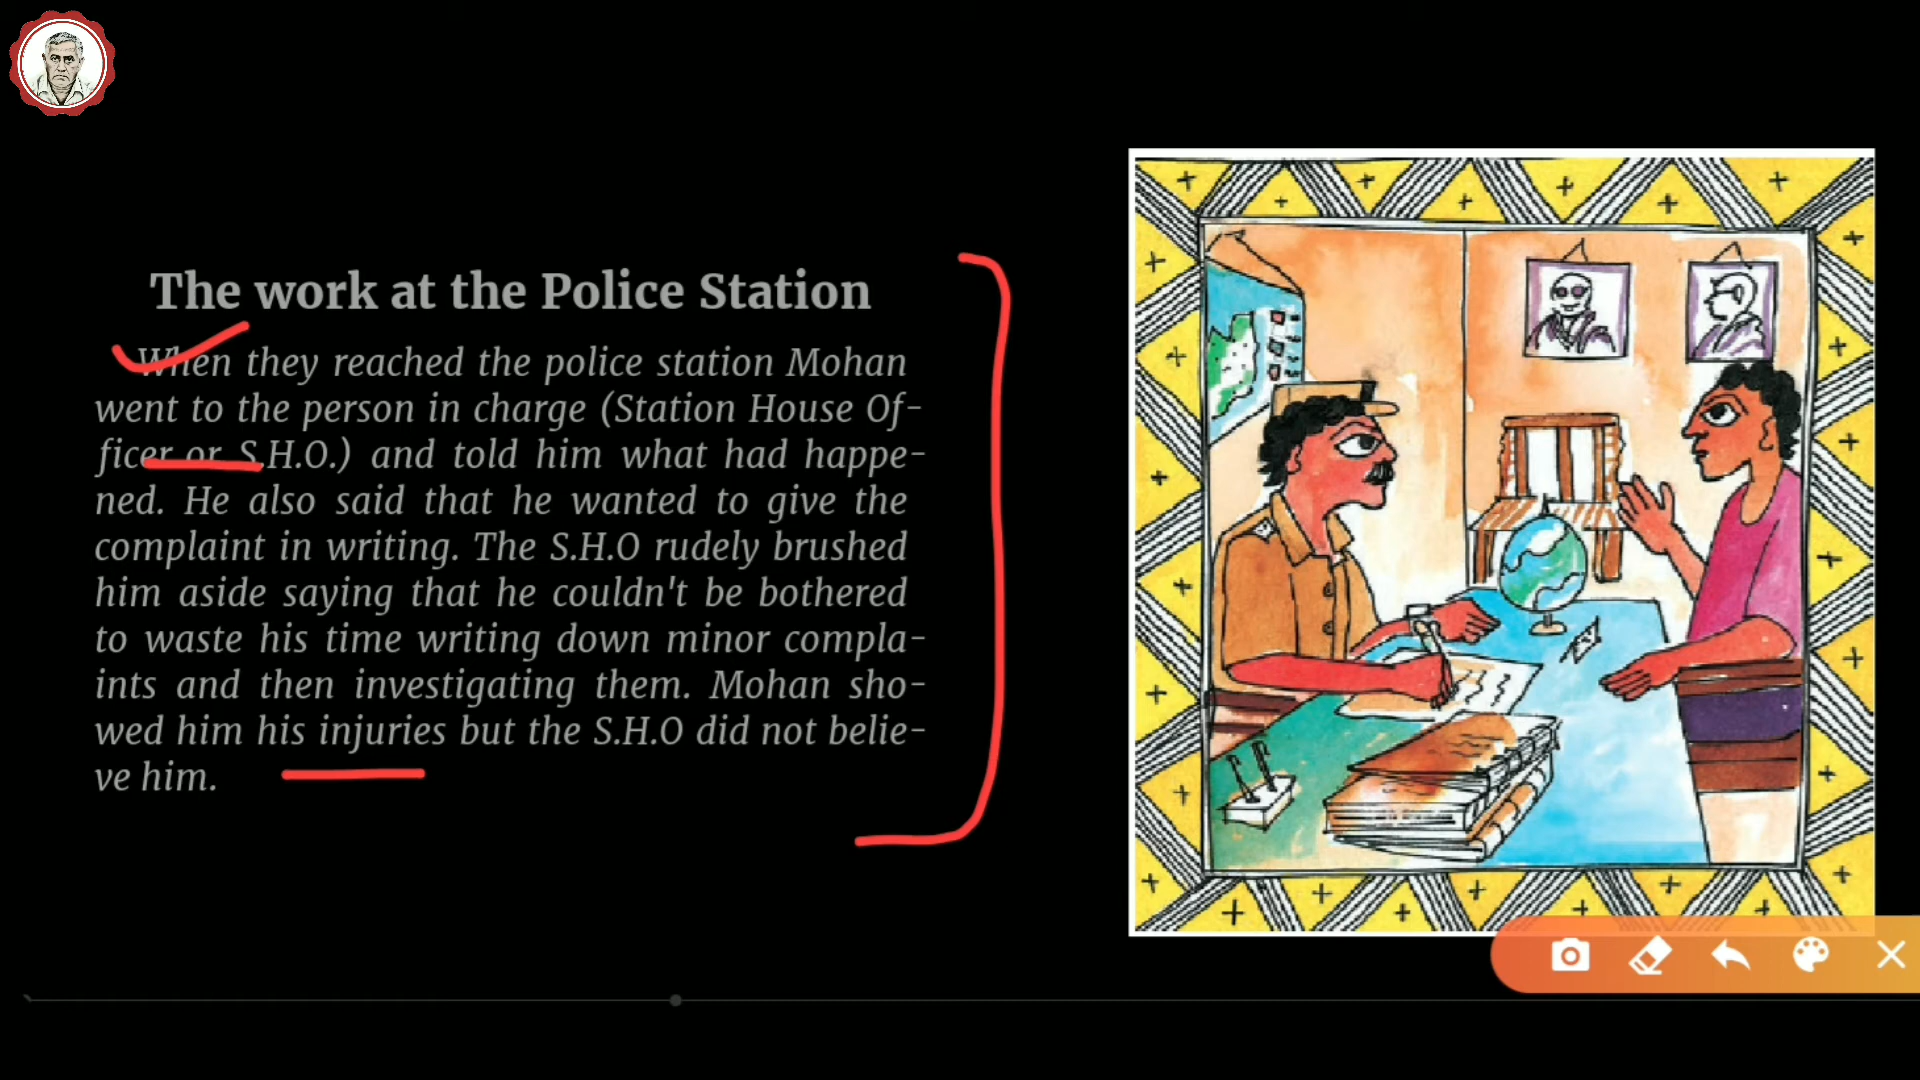 The work at the Police Station
When they reached the police station Mohan
went to the person in charge (Station House Of-
ficer or S.H.O.) and told him what had happe-
ned. He also said that he wanted to give the
complaint in writing. The S.H.O rudely brushed
him aside saying that he couldn't be bothered
to waste his time writing down minor compla-
ints and then investigating them. Mohan sho-
wed him his injuries but the S.H.O did not belie-
ve him.